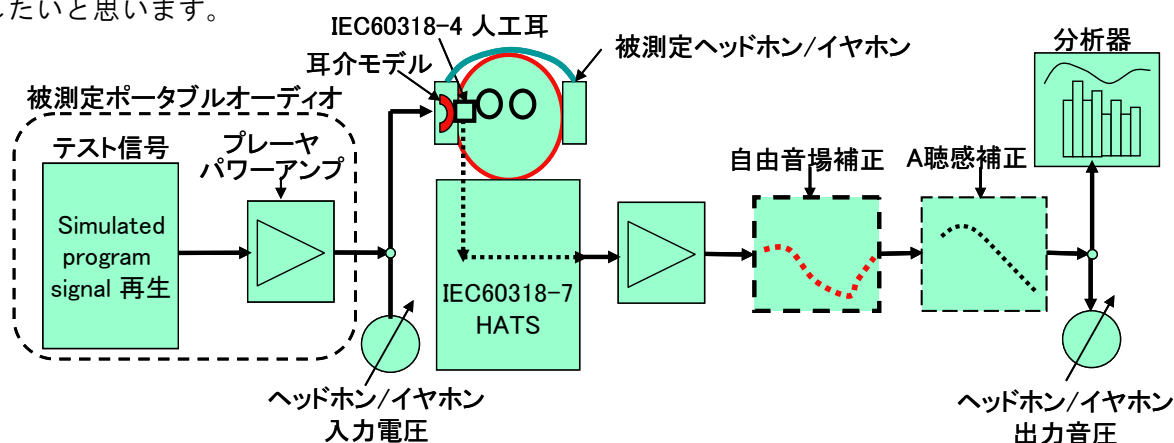 したいと思います。
IEC60318-4 人工耳
耳介モデル
被測定ヘッドホン/イヤホン
分析器
被測定ポータブルオーディオ
テスト信号
プレーヤ
パワーアンプ
自由音場補正
A聴感補正
Simulated
program
signal 再生
IEC60318-7
HATS
ヘッドホン/イヤホン
入力電圧
ヘッドホン/イヤホン
出力音圧